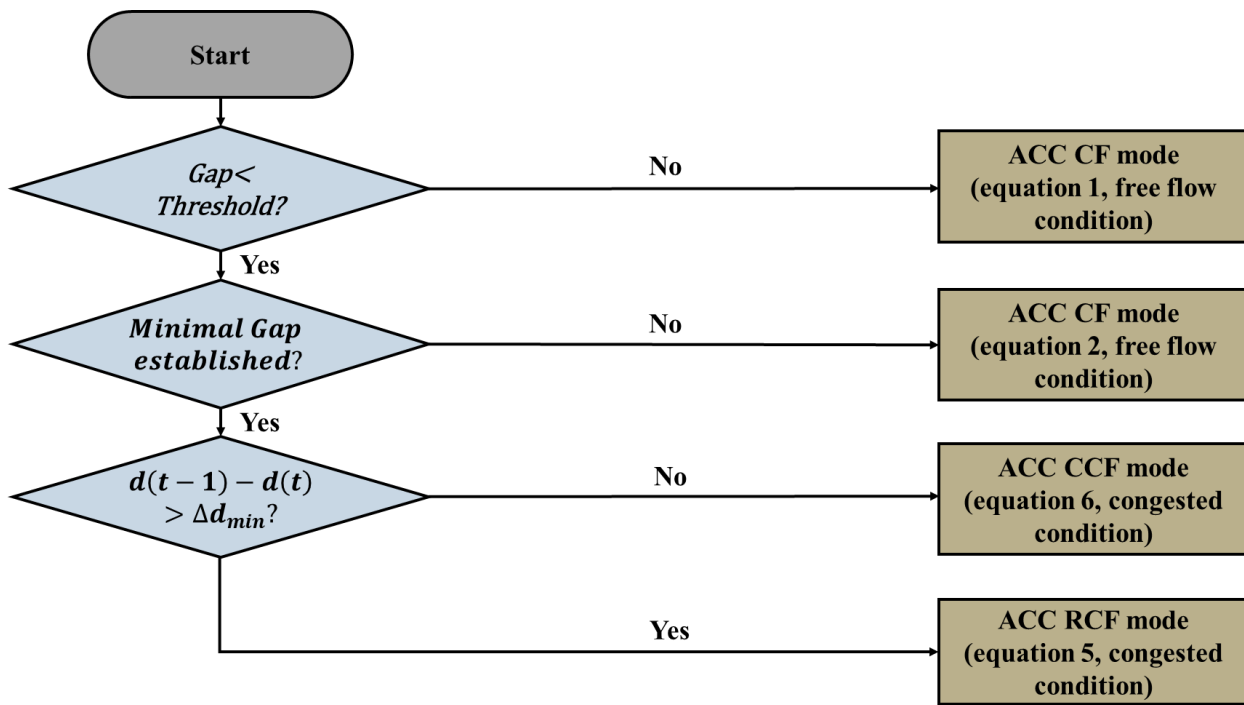 Start
Gap<
Threshold?
No
ACC CF mode
(equation 1, free flow
condition)
Yes
Minimal Gap
established?
No
ACC CF mode
(equation 2, free flow
condition)
Yes
d(t − 1) − d(t)
> Δd_min?
No
ACC CCF mode
(equation 6, congested
condition)
Yes
ACC RCF mode
(equation 5, congested
condition)